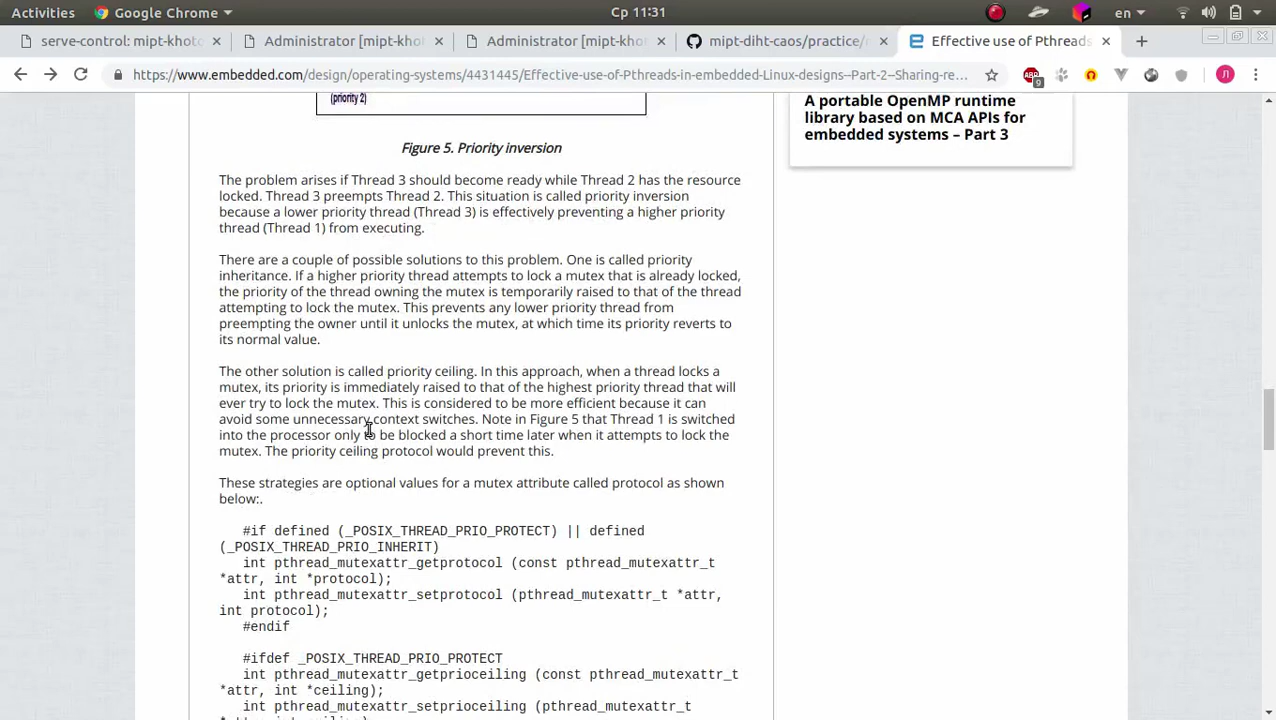 Activities
Google Chrome
Ср 11:31
en
serve-control: mipt-khot
Administrator [mipt-khot
Administrator [mipt-khot
mipt-diht-caos/practice/
Effective use of Pthreads
https://www.embedded.com/design/operating-systems/4431445/Effective-use-of-Pthreads-in-embedded-Linux-designs--Part-2--Sharing-re...
ABP
9
Л
(priority 2)
A portable OpenMP runtime
library based on MCA APIs for
embedded systems – Part 3
Figure 5. Priority inversion
The problem arises if Thread 3 should become ready while Thread 2 has the resource
locked. Thread 3 preempts Thread 2. This situation is called priority inversion
because a lower priority thread (Thread 3) is effectively preventing a higher priority
thread (Thread 1) from executing.
There are a couple of possible solutions to this problem. One is called priority
inheritance. If a higher priority thread attempts to lock a mutex that is already locked,
the priority of the thread owning the mutex is temporarily raised to that of the thread
attempting to lock the mutex. This prevents any lower priority thread from
preempting the owner until it unlocks the mutex, at which time its priority reverts to
its normal value.
The other solution is called priority ceiling. In this approach, when a thread locks a
mutex, its priority is immediately raised to that of the highest priority thread that will
ever try to lock the mutex. This is considered to be more efficient because it can
avoid some unnecessary context switches. Note in Figure 5 that Thread 1 is switched
into the processor only to be blocked a short time later when it attempts to lock the
mutex. The priority ceiling protocol would prevent this.
These strategies are optional values for a mutex attribute called protocol as shown
below:.
#if defined (_POSIX_THREAD_PRIO_PROTECT) || defined
(_POSIX_THREAD_PRIO_INHERIT)
int pthread_mutexattr_getprotocol (const pthread_mutexattr_t
*attr, int *protocol);
int pthread_mutexattr_setprotocol (pthread_mutexattr_t *attr,
int protocol);
#endif
#ifdef _POSIX_THREAD_PRIO_PROTECT
int pthread_mutexattr_getprioceiling (const pthread_mutexattr_t
*attr, int *ceiling);
int pthread_mutexattr_setprioceiling (pthread_mutexattr_t